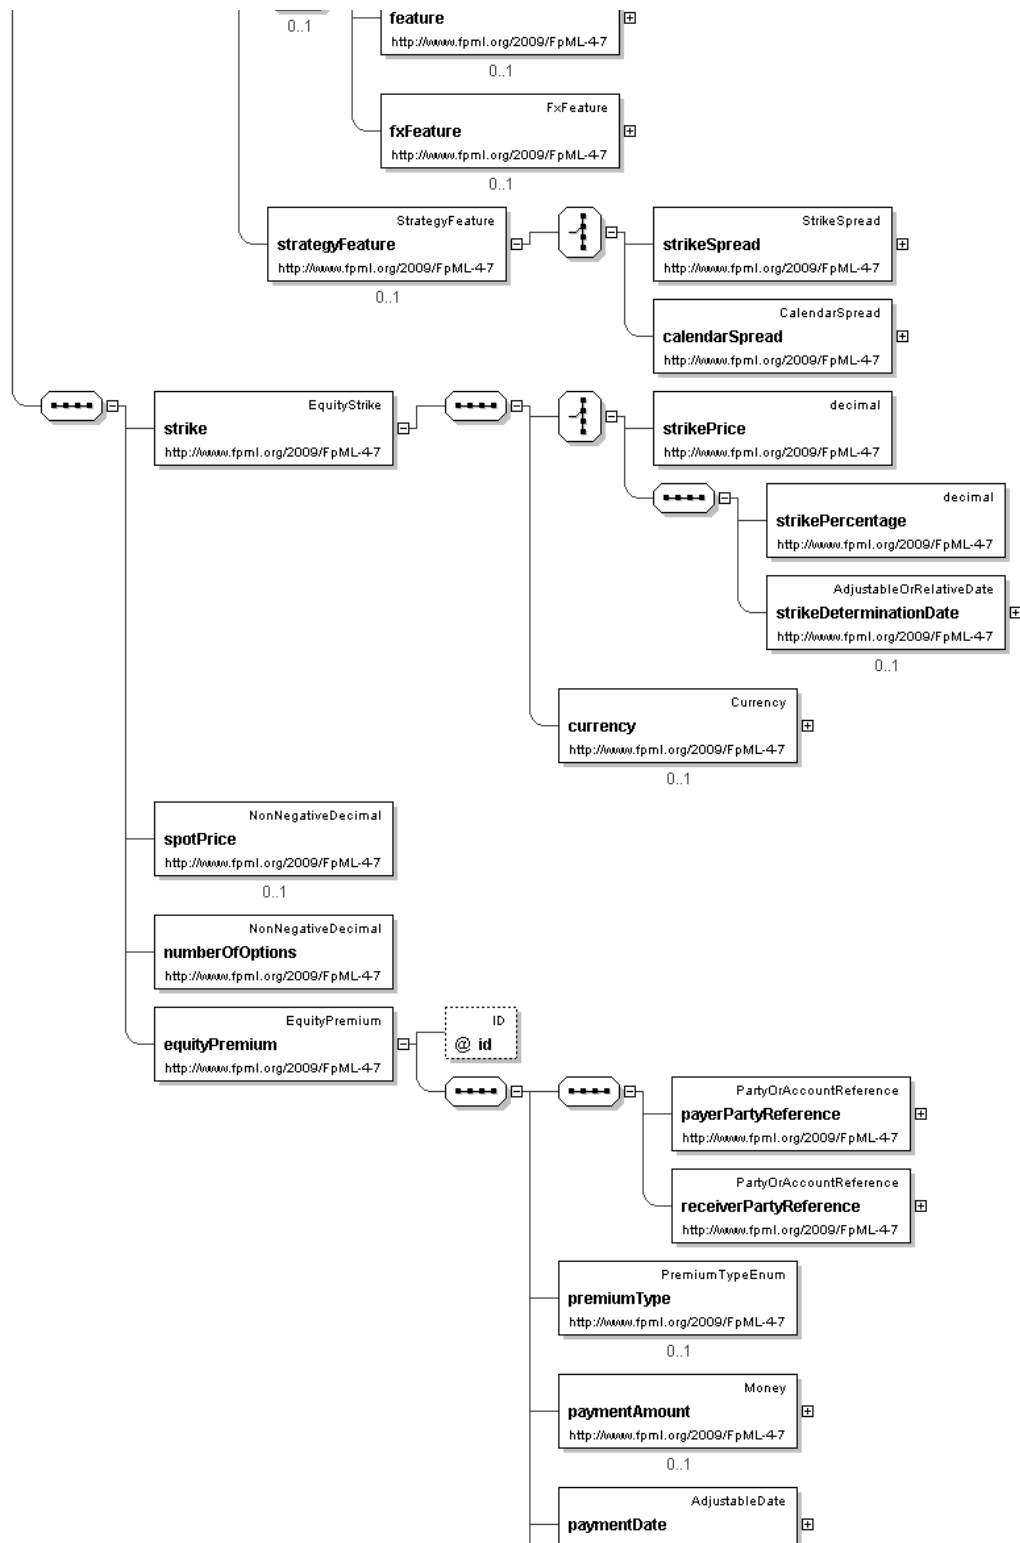 feature
http://www.fpml.org/2009/FpML-4-7
0..1
0..1
FxFeature
fxFeature
http://www.fpml.org/2009/FpML-4-7
0..1
StrategyFeature
strategyFeature
http://www.fpml.org/2009/FpML-4-7
0..1
StrikeSpread
strikeSpread
http://www.fpml.org/2009/FpML-4-7
CalendarSpread
calendarSpread
http://www.fpml.org/2009/FpML-4-7
EquityStrike
strike
http://www.fpml.org/2009/FpML-4-7
decimal
strikePrice
http://www.fpml.org/2009/FpML-4-7
decimal
strikePercentage
http://www.fpml.org/2009/FpML-4-7
AdjustableOrRelativeDate
strikeDeterminationDate
http://www.fpml.org/2009/FpML-4-7
0..1
Currency
currency
http://www.fpml.org/2009/FpML-4-7
0..1
NonNegativeDecimal
spotPrice
http://www.fpml.org/2009/FpML-4-7
0..1
NonNegativeDecimal
numberOfOptions
http://www.fpml.org/2009/FpML-4-7
EquityPremium
equityPremium
http://www.fpml.org/2009/FpML-4-7
ID
@ id
PartyOrAccountReference
payerPartyReference
http://www.fpml.org/2009/FpML-4-7
PartyOrAccountReference
receiverPartyReference
http://www.fpml.org/2009/FpML-4-7
PremiumTypeEnum
premiumType
http://www.fpml.org/2009/FpML-4-7
0..1
Money
paymentAmount
http://www.fpml.org/2009/FpML-4-7
0..1
AdjustableDate
paymentDate